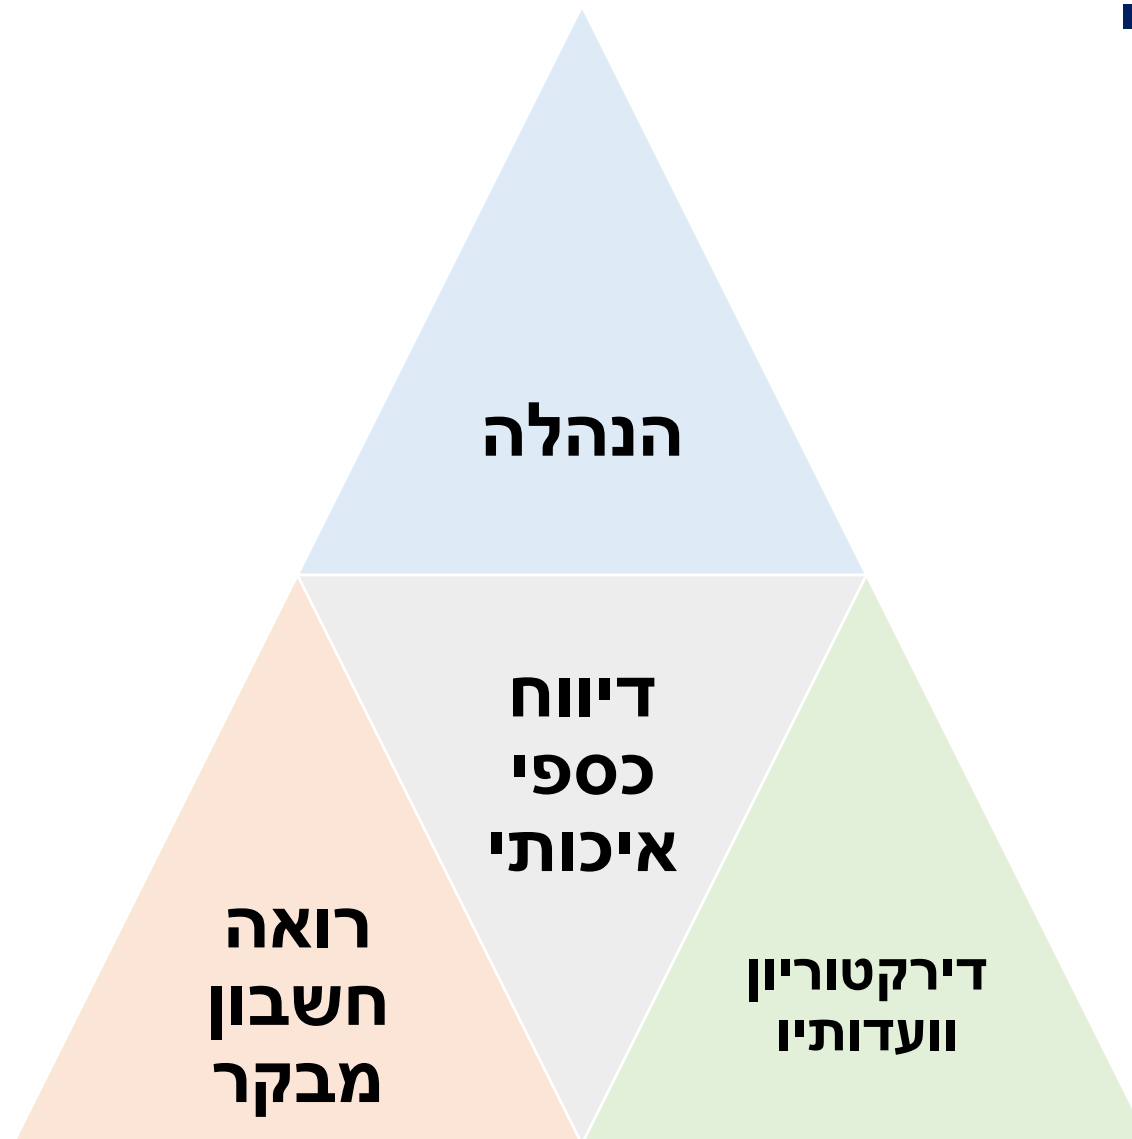 הנהלה
דיווח
כספי
איכותי
רואה
חשבון
מבקר
דירקטוריון
וועדותיו